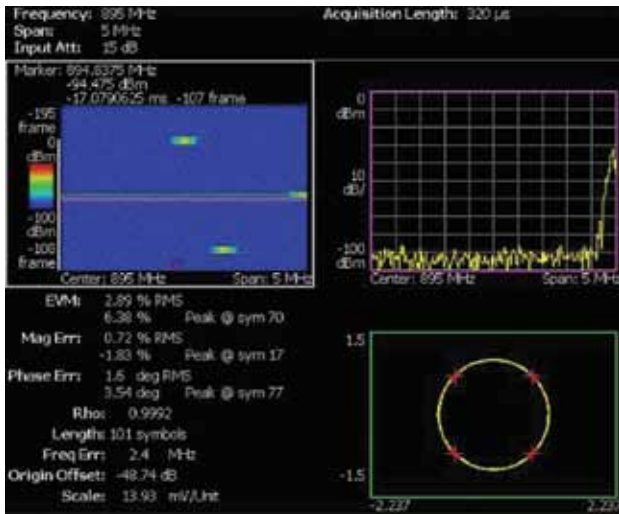 Frequency: 895 MHz
Acquisition Length: 320 µs
Span: 5 MHz
Input Att: 15 dB
Marker: 894.8375 MHz
-94.475 dBm
-17.0790625 ms -107 frame
-195
frame
0
dBm
-100
dBm
-108
frame
Center: 895 MHz Span: 5 MHz
0
dBm
10
dB/
-100
dBm
Center: 895 MHz Span: 5 MHz
EVM: 2.89 % RMS
6.38 % Peak @ sym 70
Mag Err: 0.72 % RMS
-1.83 % Peak @ sym 17
Phase Err: 1.6 deg RMS
3.54 deg Peak @ sym 77
Rho: 0.9992
Length: 101 symbols
Freq Err: 2.4 MHz
Origin Offset: -48.74 dB
Scale: 13.93 mV/Unit
1.5
-1.5
-2.237 2.237